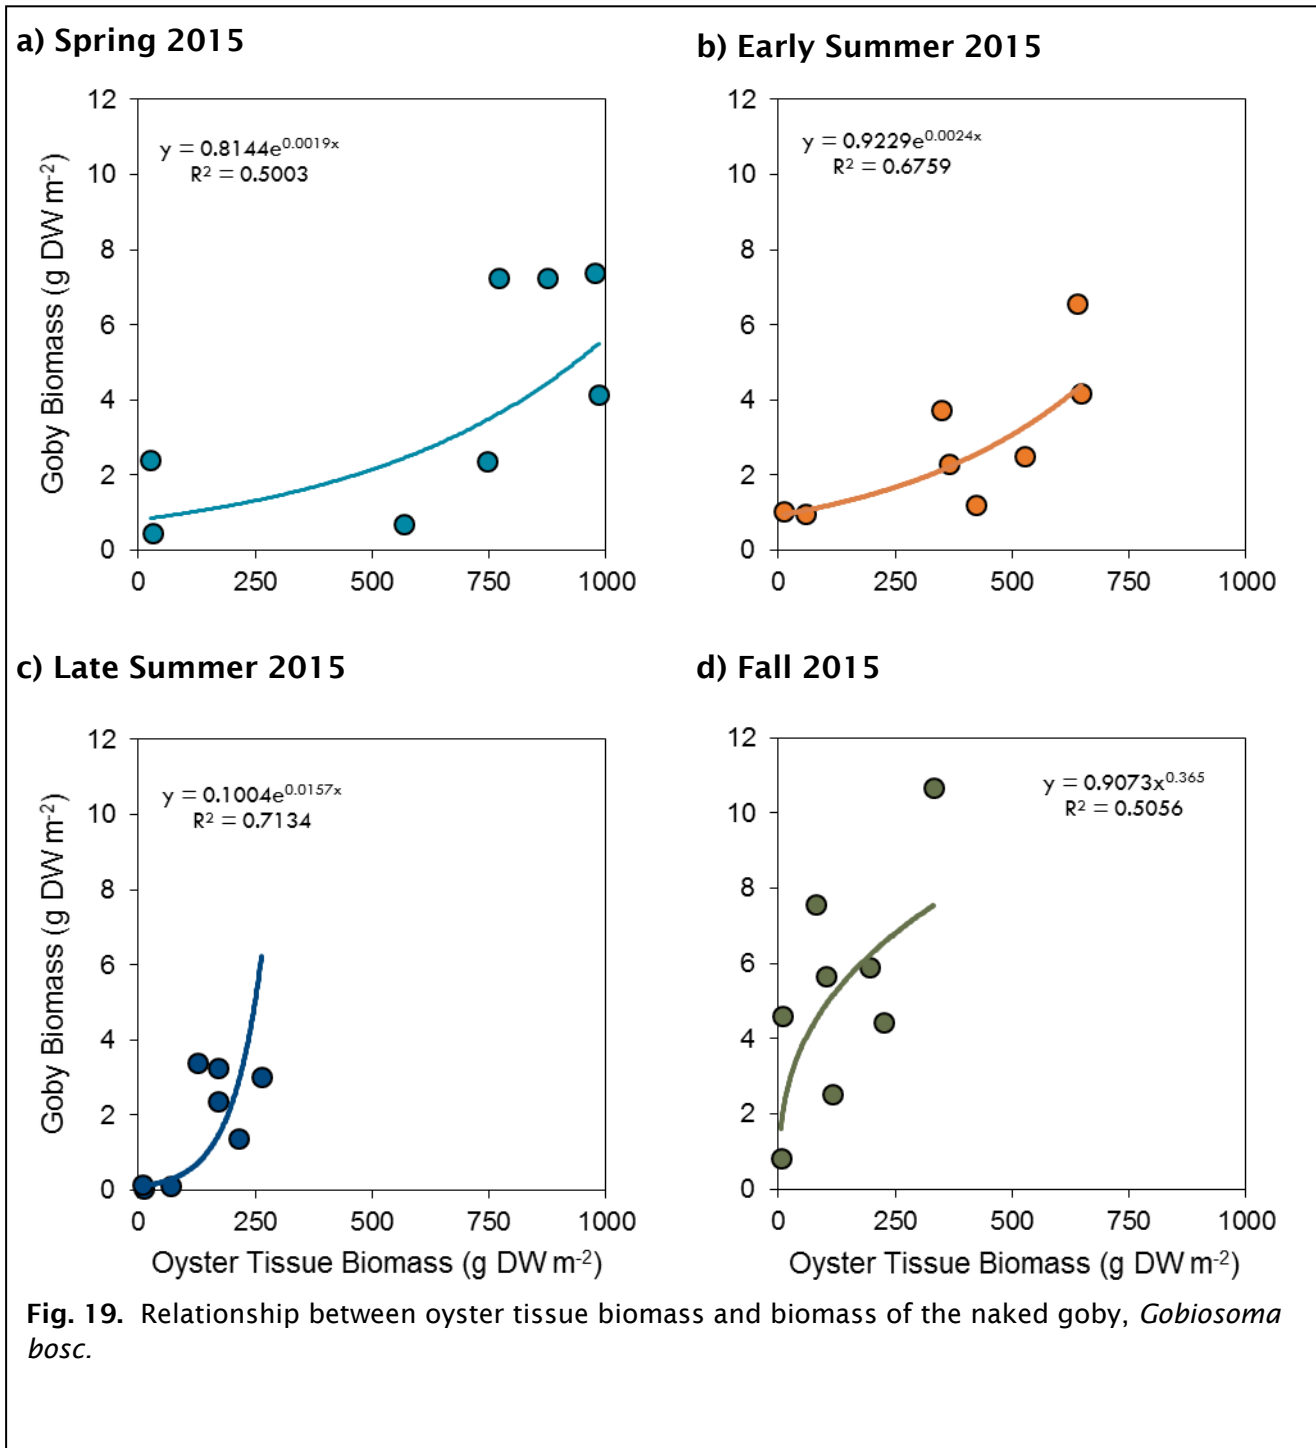 a) Spring 2015
12
10
8
6
4
2
0
Goby Biomass (g DW m-2)
y = 0.8144e^0.0019x
R² = 0.5003
0 250 500 750 1000
b) Early Summer 2015
12
10
8
6
4
2
0
y = 0.9229e^0.0024x
R² = 0.6759
0 250 500 750 1000
c) Late Summer 2015
12
10
8
6
4
2
0
Goby Biomass (g DW m-2)
y = 0.1004e^0.0157x
R² = 0.7134
0 250 500 750 1000
Oyster Tissue Biomass (g DW m-2)
d) Fall 2015
12
10
8
6
4
2
0
y = 0.9073x^0.365
R² = 0.5056
0 250 500 750 1000
Oyster Tissue Biomass (g DW m-2)
Fig. 19. Relationship between oyster tissue biomass and biomass of the naked goby, Gobiosoma
bosc.